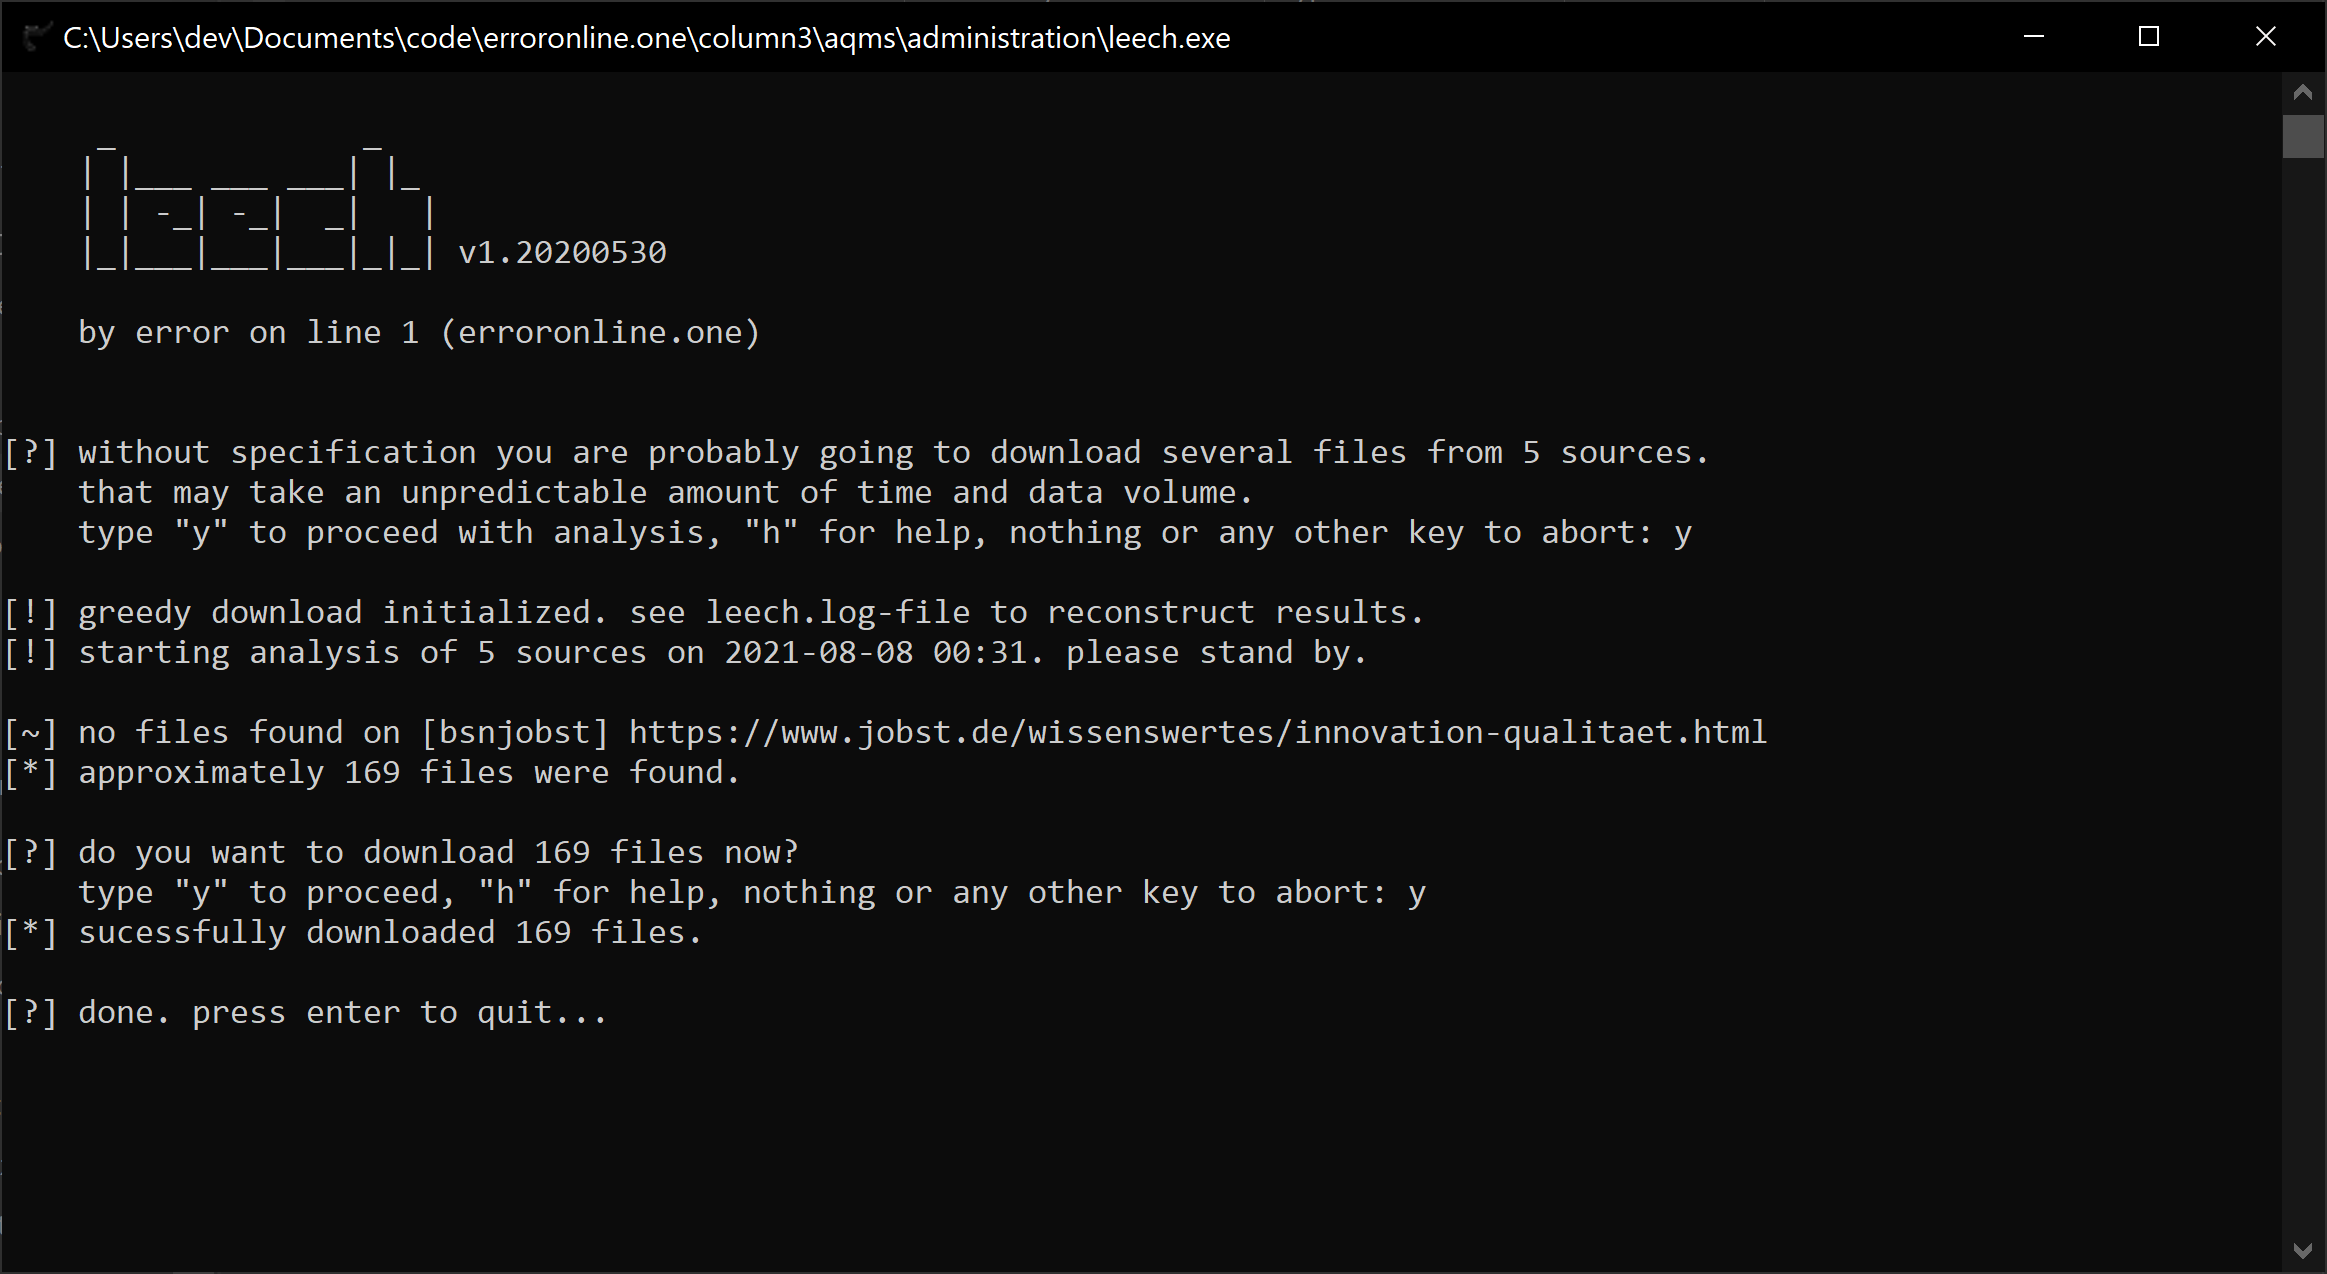 C:\Users\dev\Documents\code\erroronline.one\column3\aqms\administration\leech.exe
     _             _
    | |___ ___ ___| |_
    | | -_| -_|  _|   |
    |_|___|___|___|_|_| v1.20200530
    by error on line 1 (erroronline.one)
[?] without specification you are probably going to download several files from 5 sources.
    that may take an unpredictable amount of time and data volume.
    type "y" to proceed with analysis, "h" for help, nothing or any other key to abort: y
[!] greedy download initialized. see leech.log-file to reconstruct results.
[!] starting analysis of 5 sources on 2021-08-08 00:31. please stand by.
[~] no files found on [bsnjobst] https://www.jobst.de/wissenswertes/innovation-qualitaet.html
[*] approximately 169 files were found.
[?] do you want to download 169 files now?
    type "y" to proceed, "h" for help, nothing or any other key to abort: y
[*] sucessfully downloaded 169 files.
[?] done. press enter to quit...